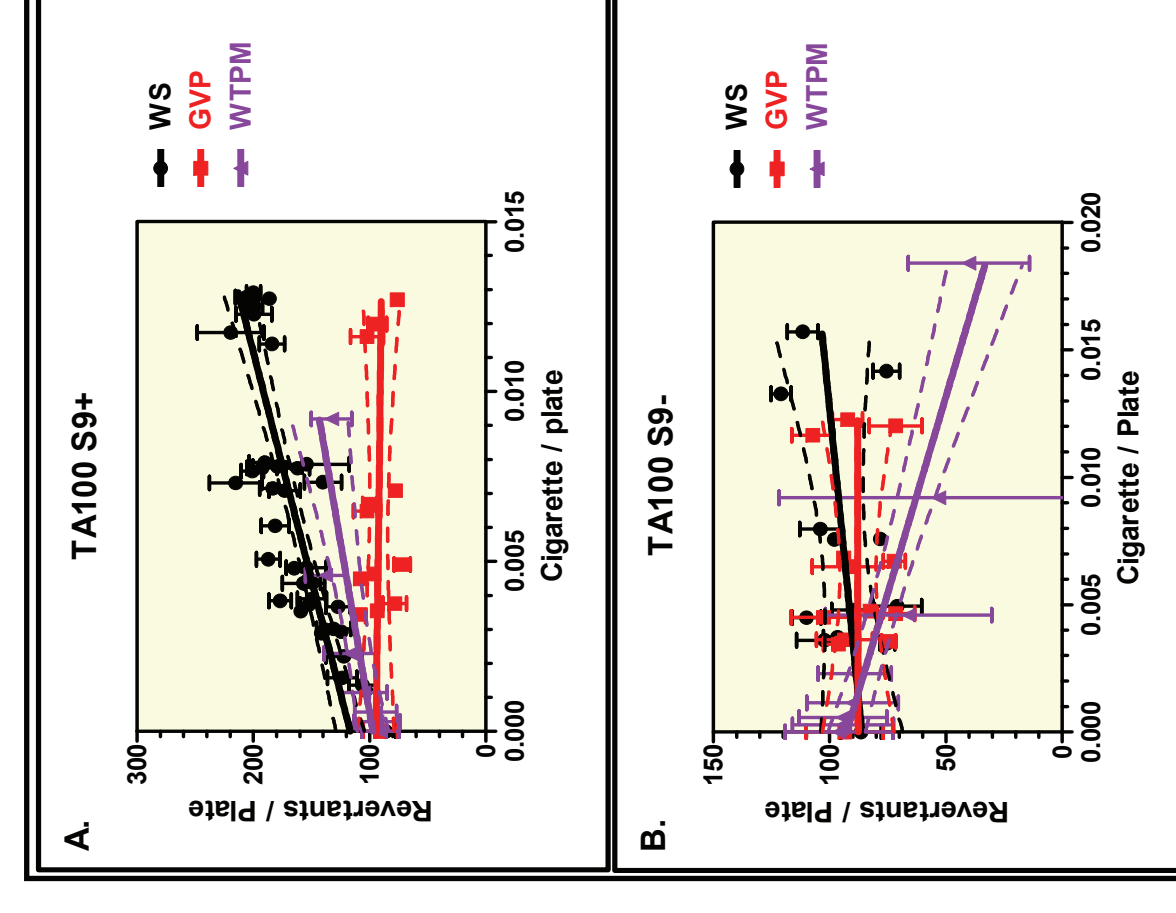 A.
TA100 S9+
Revertants / Plate
300
200
100
0
0.000
0.005
0.010
0.015
Cigarette / plate
WS
GVP
WTPM
B.
TA100 S9-
Revertants / Plate
150
100
50
0
0.000
0.005
0.010
0.015
0.020
Cigarette / Plate
WS
GVP
WTPM